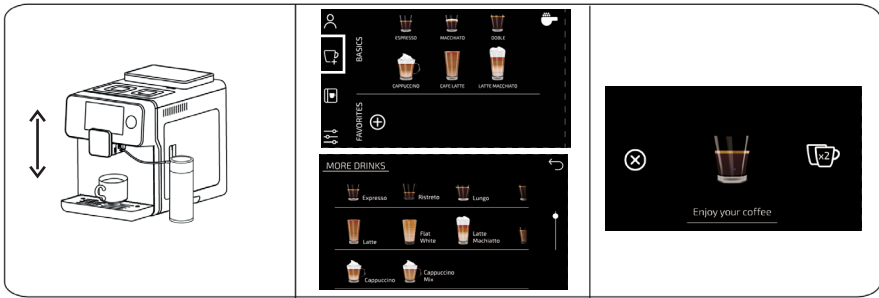 BASICS
ESPRESSO
MACCHIATO
DOBLE
CAPPUCCINO
CAFE LATTE
LATTE MACCHATO
FAVORITES
MORE DRINKS
Expresso
Ristreto
Lungo
Latte
Flat
White
Latte
Machiatto
Cappuccino
Cappuccino
Mix
x2
Enjoy your coffee